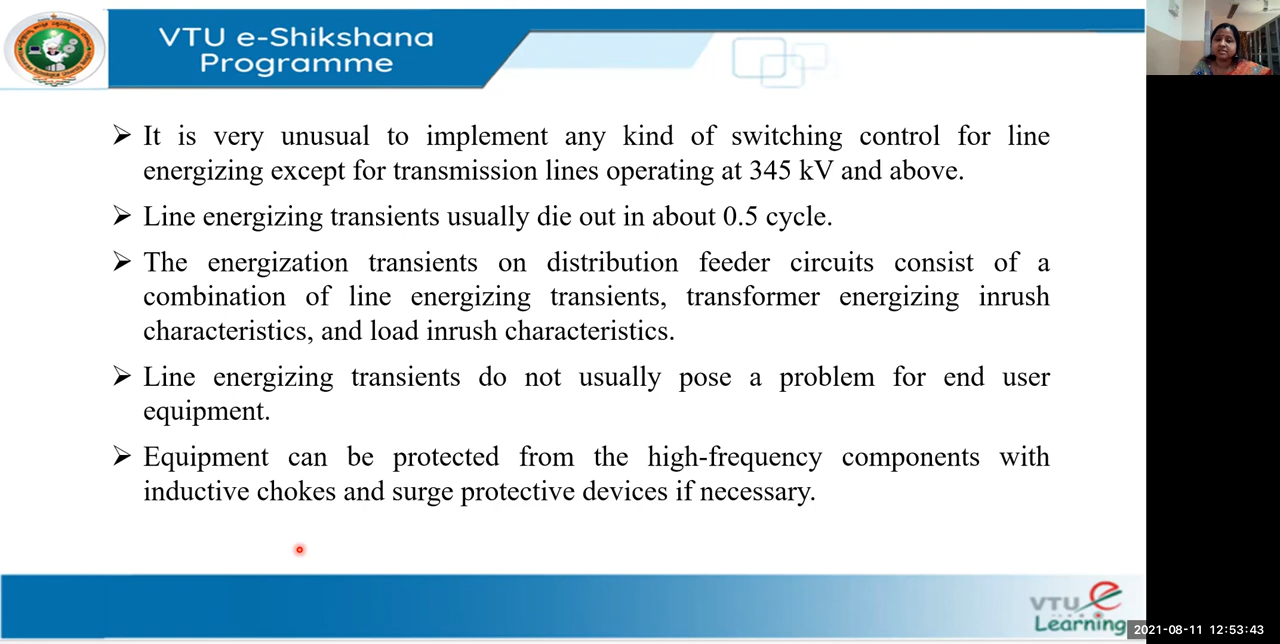 VTU e-Shikshana
Programme
➢ It is very unusual to implement any kind of switching control for line
energizing except for transmission lines operating at 345 kV and above.
➢ Line energizing transients usually die out in about 0.5 cycle.
➢ The energization transients on distribution feeder circuits consist of a
combination of line energizing transients, transformer energizing inrush
characteristics, and load inrush characteristics.
➢ Line energizing transients do not usually pose a problem for end user
equipment.
➢ Equipment can be protected from the high-frequency components with
inductive chokes and surge protective devices if necessary.
VTU e
Learning
2021-08-11 12:53:43